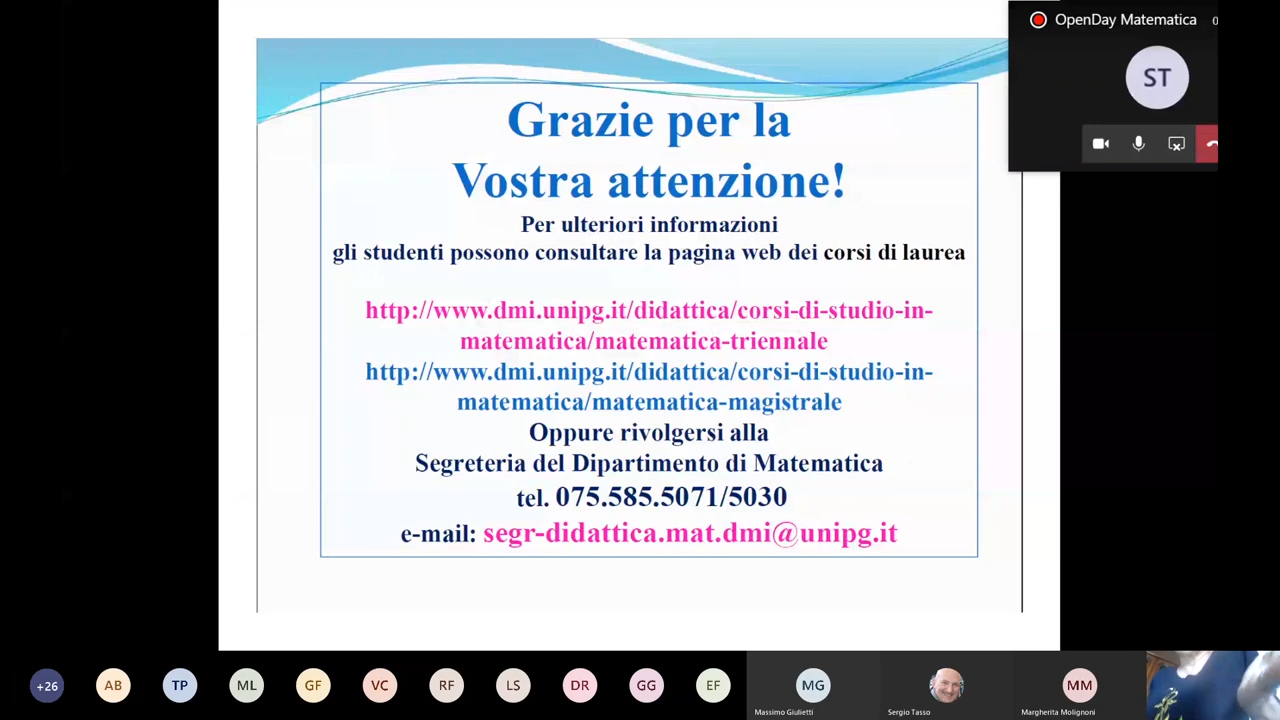 OpenDay Matematica
ST
Grazie per la
Vostra attenzione!
Per ulteriori informazioni
gli studenti possono consultare la pagina web dei corsi di laurea
http://www.dmi.unipg.it/didattica/corsi-di-studio-in-
matematica/matematica-triennale
http://www.dmi.unipg.it/didattica/corsi-di-studio-in-
matematica/matematica-magistrale
Oppure rivolgersi alla
Segreteria del Dipartimento di Matematica
tel. 075.585.5071/5030
e-mail: segr-didattica.mat.dmi@unipg.it
+26 AB TP ML GF VC RF LS DR GG EF MG MM
Massimo Giulietti Sergio Tasso Margherita Molignoni